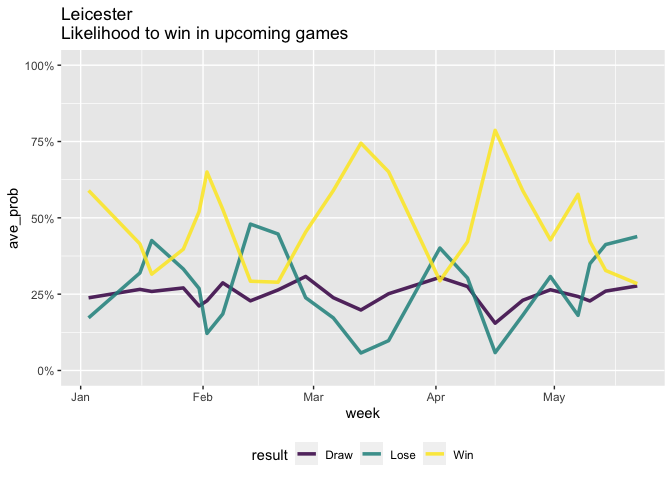 Leicester
Likelihood to win in upcoming games
100%
75%
50%
25%
0%
ave_prob
Jan Feb Mar Apr May
week
result Draw Lose Win